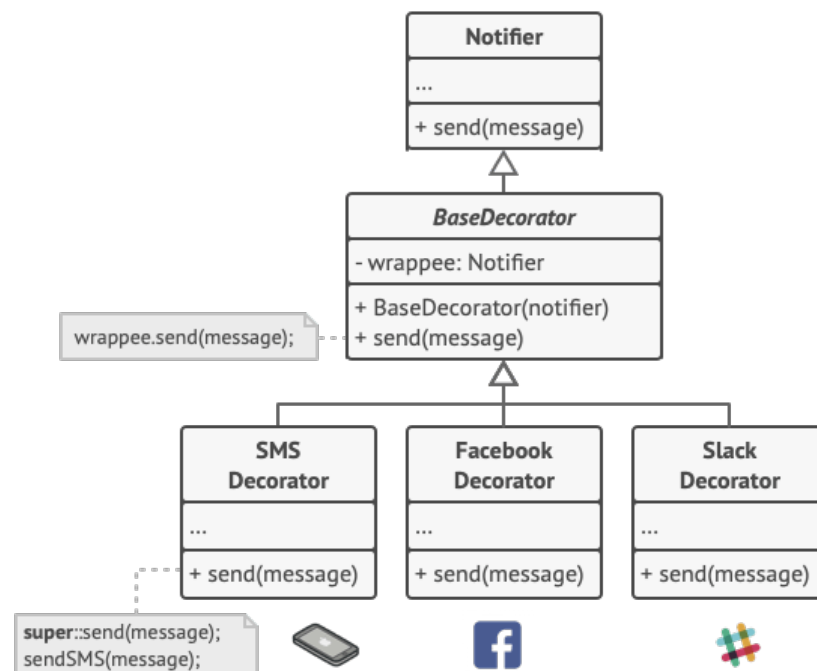 Notifier
...
+ send(message)
BaseDecorator
- wrappee: Notifier
+ BaseDecorator(notifier)
+ send(message)
wrappee.send(message);
SMS
Decorator
...
+ send(message)
Facebook
Decorator
...
+ send(message)
Slack
Decorator
...
+ send(message)
super::send(message);
sendSMS(message);
f